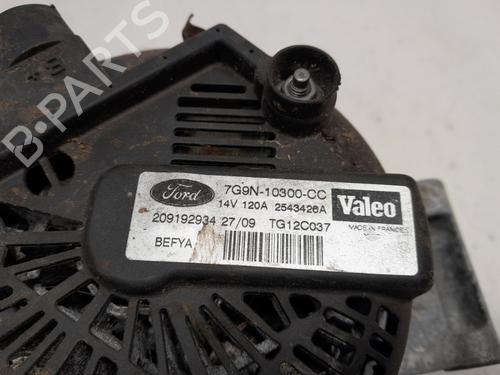 B-PARTS
Ford
7G9N-10300-CC
14V 120A 2543426A
209192934 27/09 TG12C037
BEFYA
Valeo
MADE IN FRANCE